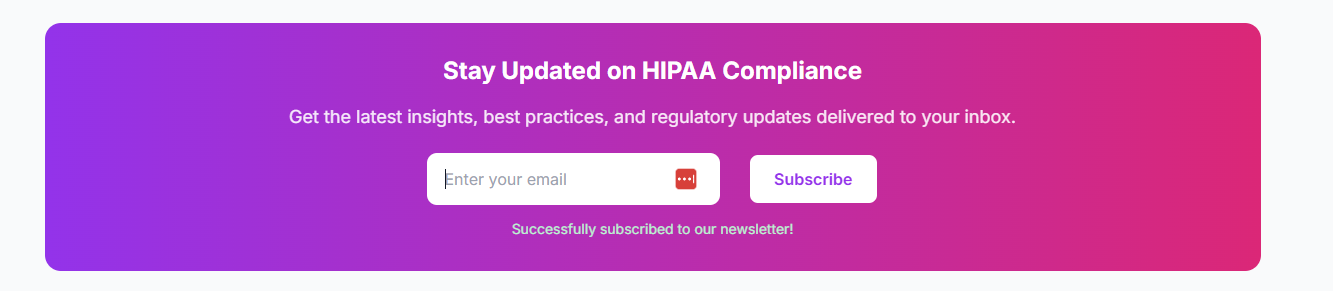 Stay Updated on HIPAA Compliance
Get the latest insights, best practices, and regulatory updates delivered to your inbox.
Enter your email
Subscribe
Successfully subscribed to our newsletter!